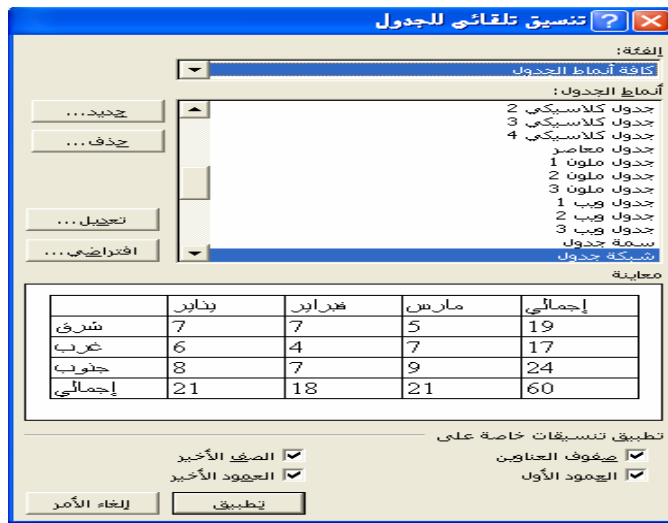 تنسيق تلقائي للجدول
الفئة:
كافة أنماط الجدول
أنماط الجدول:
جدول كلاسيكي 2
جدول كلاسيكي 3
جدول كلاسيكي 4
جدول معاصر
جدول ملون 1
جدول ملون 2
جدول ملون 3
جدول ويب 1
جدول ويب 2
جدول ويب 3
سمة جدول
شبكة جدول
جديد...
حذف...
تعديل...
افتراضي...
معاينة
يناير فبراير مارس إجمالي
شرق 7 7 5 19
غرب 6 4 7 17
جنوب 8 7 9 24
إجمالي 21 18 21 60
تطبيق تنسيقات خاصة على
صفوف العناوين الصف الأخير
العمود الأول العمود الأخير
تطبيق إلغاء الأمر